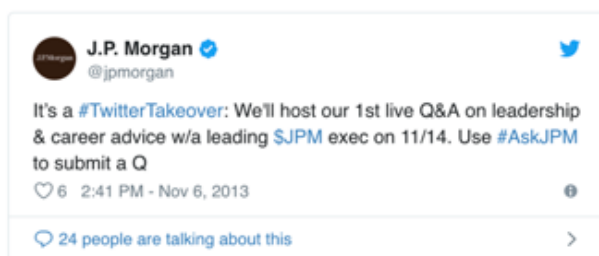 J.P. Morgan
@jpmorgan
It's a #TwitterTakeover: We'll host our 1st live Q&A on leadership
& career advice w/a leading $JPM exec on 11/14. Use #AskJPM
to submit a Q
6 2:41 PM - Nov 6, 2013
24 people are talking about this